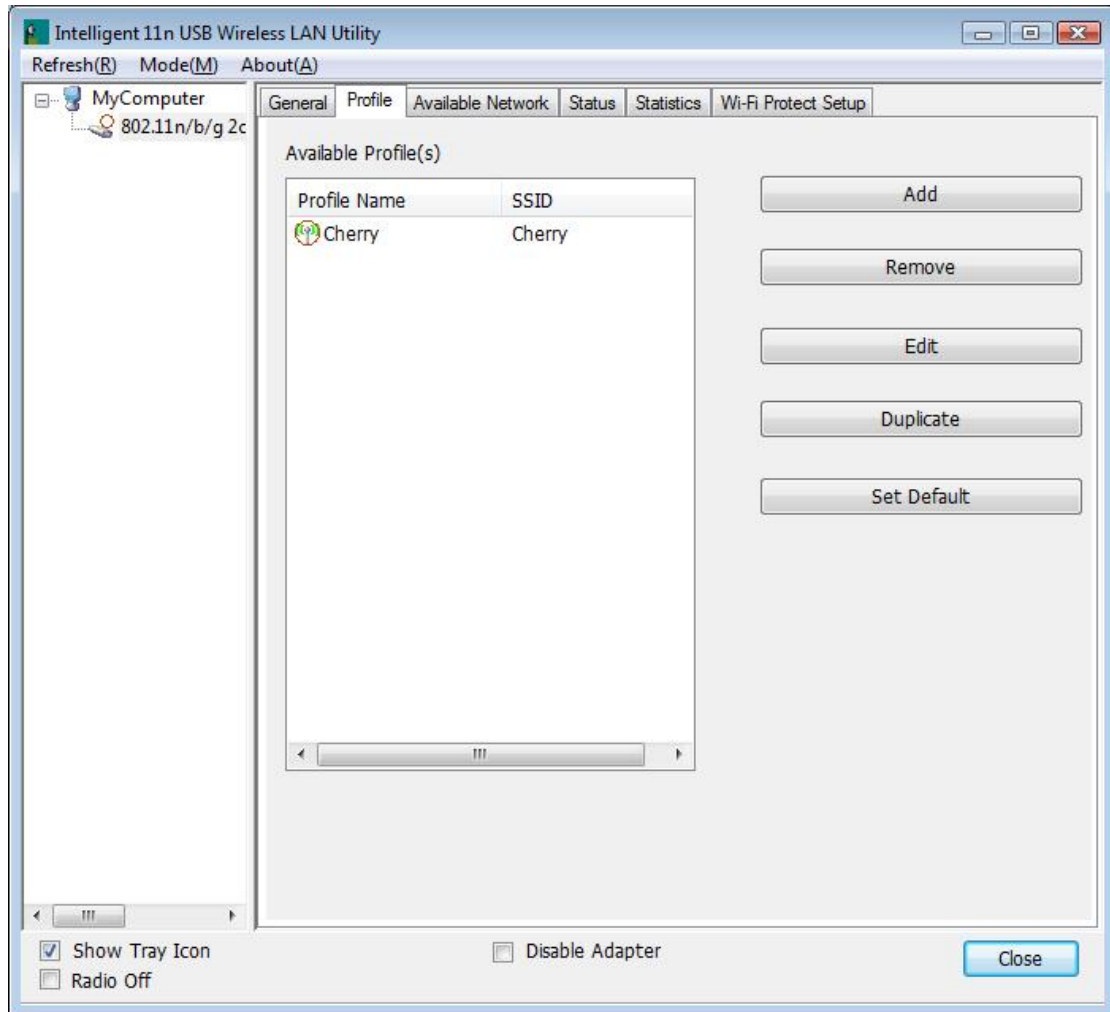 Intelligent 11n USB Wireless LAN Utility
Refresh(R) Mode(M) About(A)
MyComputer
802.11n/b/g 2c
General Profile Available Network Status Statistics Wi-Fi Protect Setup
Available Profile(s)
Profile Name SSID
Cherry Cherry
Add
Remove
Edit
Duplicate
Set Default
Show Tray Icon
Radio Off
Disable Adapter
Close